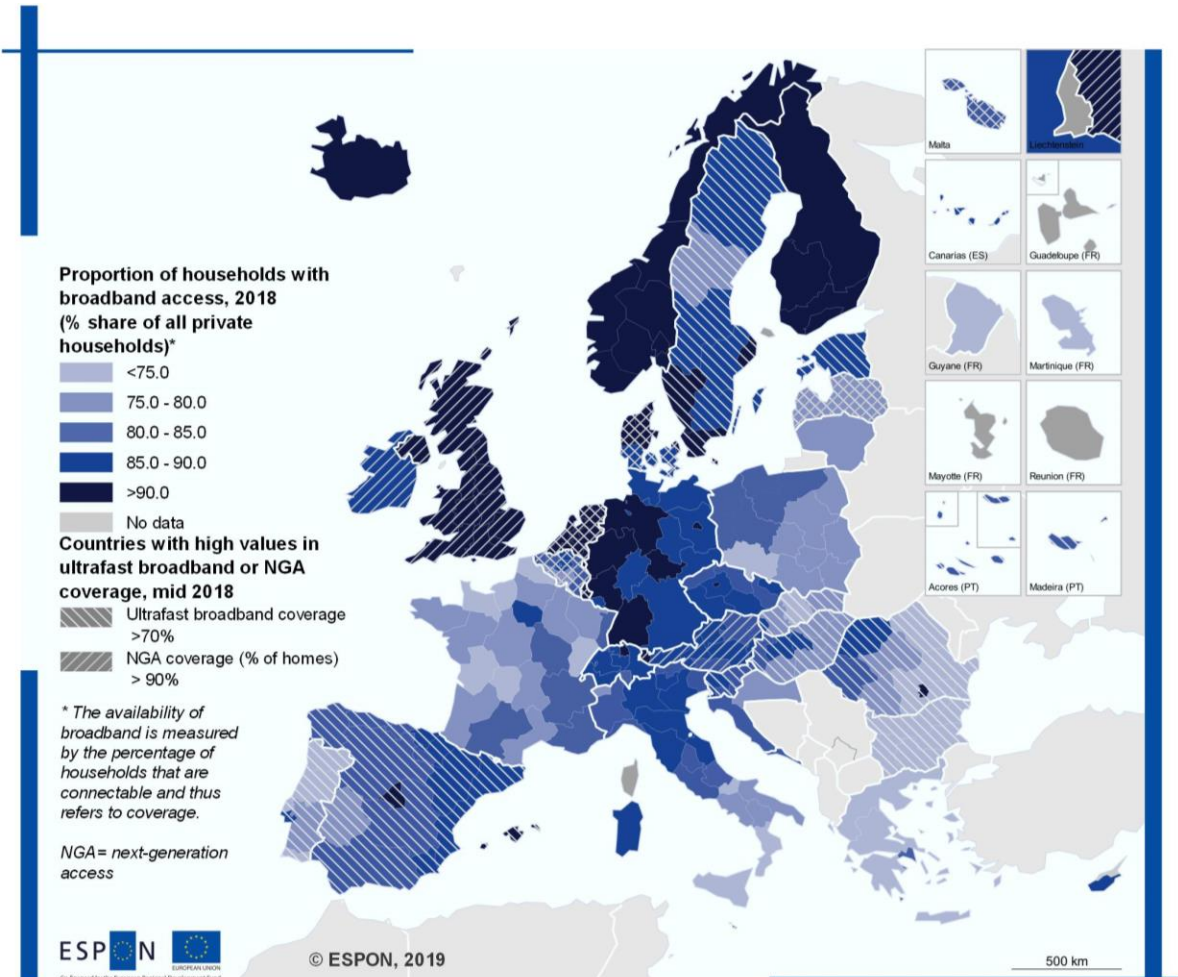 Proportion of households with
broadband access, 2018
(% share of all private
households)*
<75.0
75.0 - 80.0
80.0 - 85.0
85.0 - 90.0
>90.0
No data
Countries with high values in
ultrafast broadband or NGA
coverage, mid 2018
Ultrafast broadband coverage
>70%
NGA coverage (% of homes)
> 90%
* The availability of
broadband is measured
by the percentage of
households that are
connectable and thus
refers to coverage.
NGA= next-generation
access
ESPON
EUROPEAN UNION
© ESPON, 2019
Malta
Liechtenstein
Canarias (ES)
Guadeloupe (FR)
Guyane (FR)
Martinique (FR)
Mayotte (FR)
Reunion (FR)
Acores (PT)
Madeira (PT)
500 km